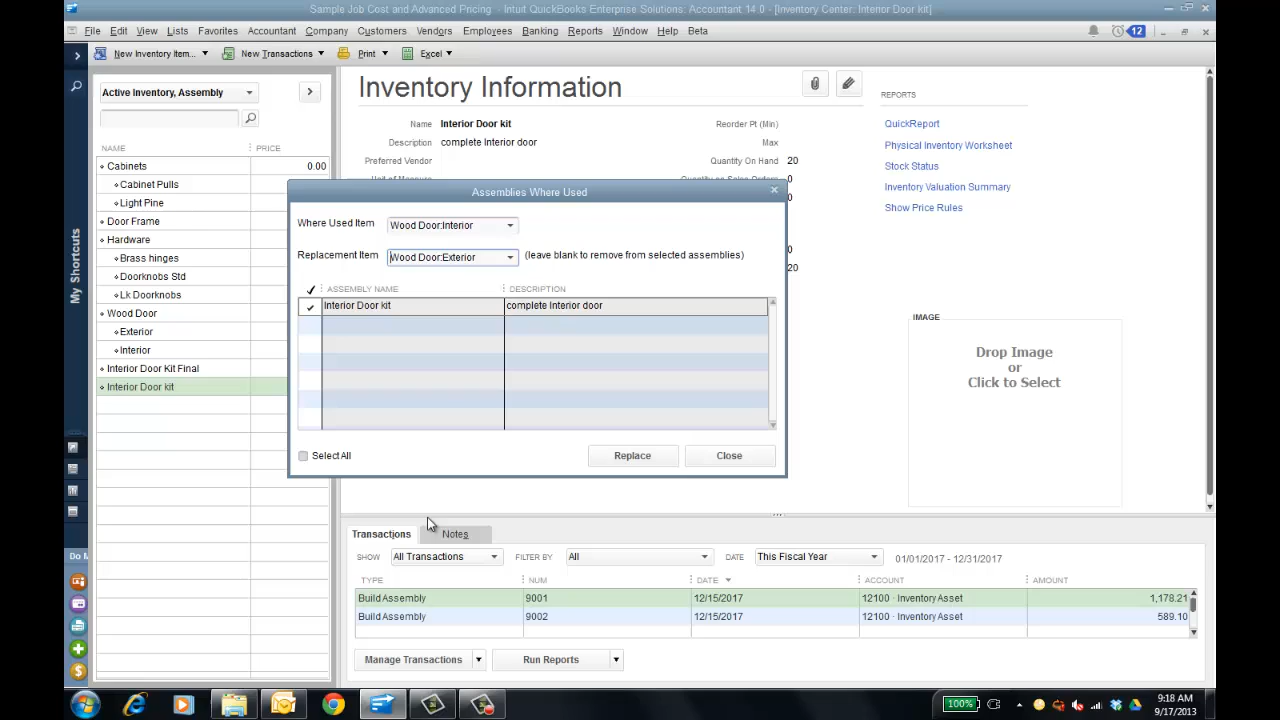 Sample Job Cost and Advanced Pricing - Intuit QuickBooks Enterprise Solutions: Accountant 14.0 - [Inventory Center: Interior Door kit]
File Edit View Lists Favorites Accountant Company Customers Vendors Employees Banking Reports Window Help Beta 12
New Inventory Item... New Transactions Print Excel
My Shortcuts
Do M
Active Inventory, Assembly
NAME PRICE
Cabinets 0.00
Cabinet Pulls
Light Pine
Door Frame
Hardware
Brass hinges
Doorknobs Std
Lk Doorknobs
Wood Door
Exterior
Interior
Interior Door Kit Final
Interior Door kit
Inventory Information
Name Interior Door kit
Description complete Interior door
Preferred Vendor
Reorder Pt (Min)
Max
Quantity On Hand 20
0
0
0
20
REPORTS
QuickReport
Physical Inventory Worksheet
Stock Status
Inventory Valuation Summary
Show Price Rules
IMAGE
Drop Image
or
Click to Select
Assemblies Where Used
Where Used Item Wood Door:Interior
Replacement Item Wood Door:Exterior (leave blank to remove from selected assemblies)
ASSEMBLY NAME DESCRIPTION
Interior Door kit complete Interior door
Select All Replace Close
Transactions Notes
SHOW All Transactions FILTER BY All DATE This Fiscal Year 01/01/2017 - 12/31/2017
TYPE NUM DATE ACCOUNT AMOUNT
Build Assembly 9001 12/15/2017 12100 · Inventory Asset 1,178.21
Build Assembly 9002 12/15/2017 12100 · Inventory Asset 589.10
Manage Transactions Run Reports
100%
9:18 AM
9/17/2013